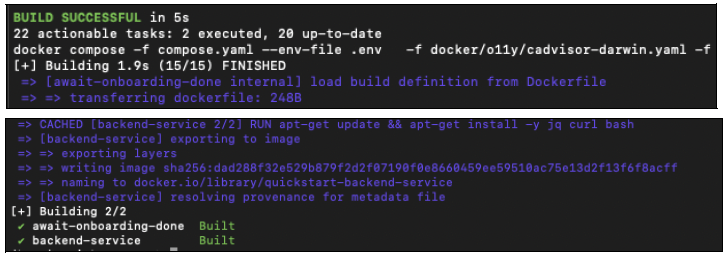 BUILD SUCCESSFUL in 5s
22 actionable tasks: 2 executed, 20 up-to-date
docker compose -f compose.yaml --env-file .env   -f docker/o11y/cadvisor-darwin.yaml -f
[+] Building 1.9s (15/15) FINISHED
=> [await-onboarding-done internal] load build definition from Dockerfile
=> => transferring dockerfile: 248B
=> CACHED [backend-service 2/2] RUN apt-get update && apt-get install -y jq curl bash
=> [backend-service] exporting to image
=> => exporting layers
=> => writing image sha256:dad288f32e529b879f2d2f07190f0e8660459ee59510ac75e13d2f13f6f8acff
=> => naming to docker.io/library/quickstart-backend-service
=> [backend-service] resolving provenance for metadata file
[+] Building 2/2
✔ await-onboarding-done  Built
✔ backend-service        Built